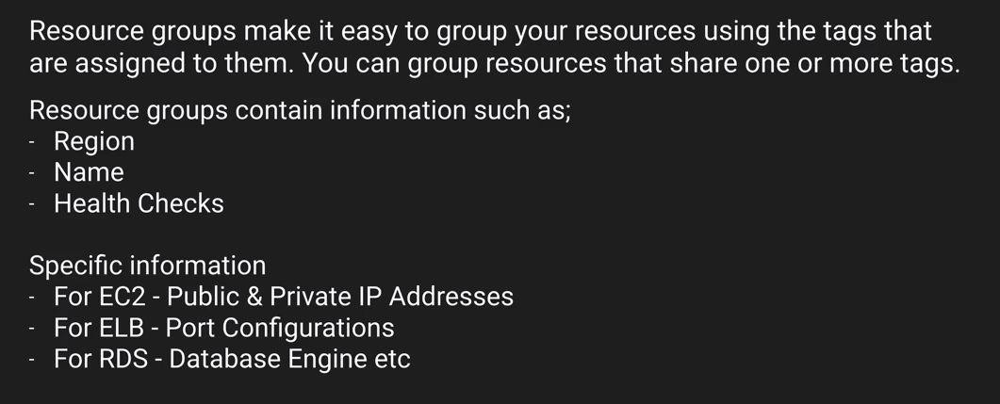 Resource groups make it easy to group your resources using the tags that
are assigned to them. You can group resources that share one or more tags.
Resource groups contain information such as;
- Region
- Name
- Health Checks
Specific information
- For EC2 - Public & Private IP Addresses
- For ELB - Port Configurations
- For RDS - Database Engine etc